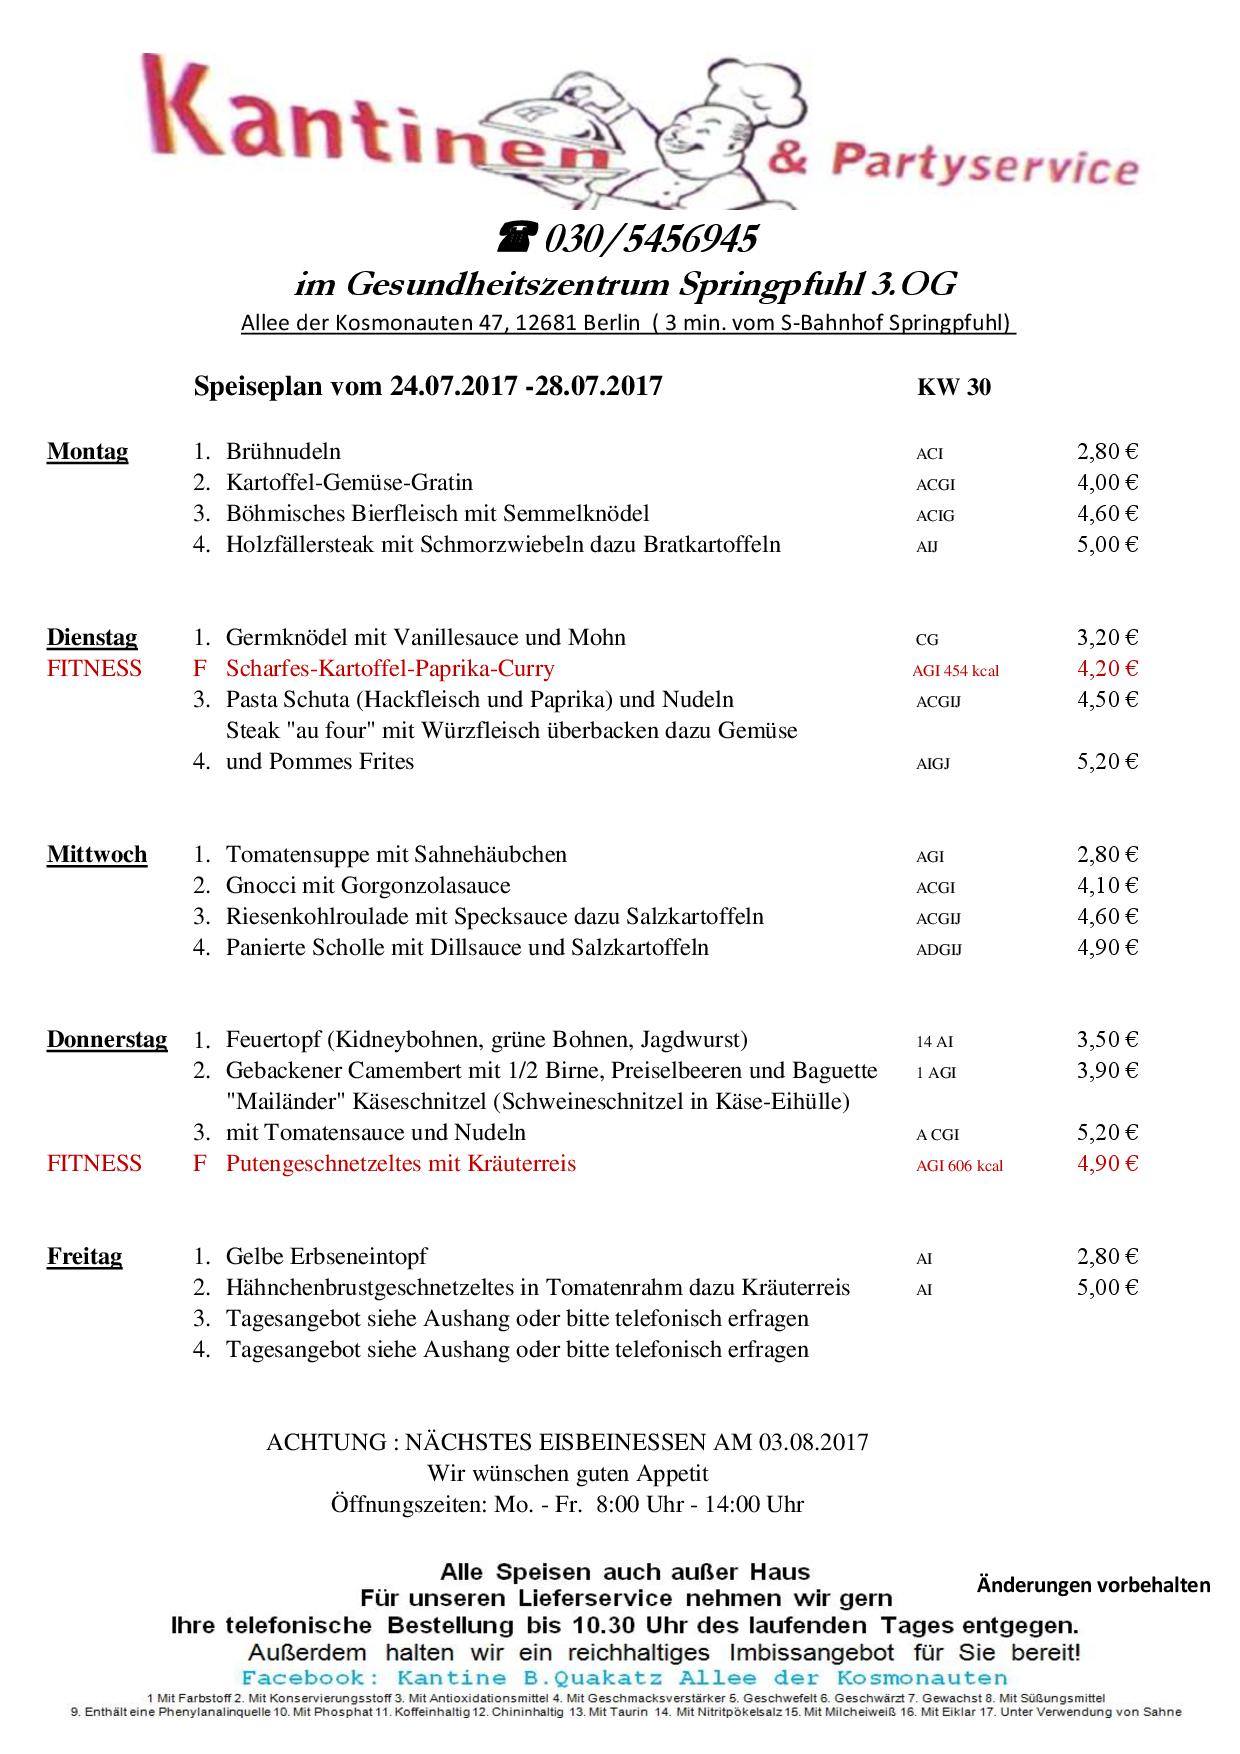 Kantinen & Partyservice
☎ 030/5456945
im Gesundheitszentrum Springpfuhl 3.OG
Allee der Kosmonauten 47, 12681 Berlin ( 3 min. vom S-Bahnhof Springpfuhl)
Speiseplan vom 24.07.2017 -28.07.2017 KW 30
Montag 1. Brühnudeln ACI 2,80 €
2. Kartoffel-Gemüse-Gratin ACGI 4,00 €
3. Böhmisches Bierfleisch mit Semmelknödel ACIG 4,60 €
4. Holzfällersteak mit Schmorzwiebeln dazu Bratkartoffeln AIJ 5,00 €
Dienstag 1. Germknödel mit Vanillesauce und Mohn CG 3,20 €
FITNESS F Scharfes-Kartoffel-Paprika-Curry AGI 454 kcal 4,20 €
3. Pasta Schuta (Hackfleisch und Paprika) und Nudeln ACGIJ 4,50 €
Steak "au four" mit Würzfleisch überbacken dazu Gemüse
4. und Pommes Frites AIGJ 5,20 €
Mittwoch 1. Tomatensuppe mit Sahnehäubchen AGI 2,80 €
2. Gnocci mit Gorgonzolasauce ACGI 4,10 €
3. Riesenkohlroulade mit Specksauce dazu Salzkartoffeln ACGIJ 4,60 €
4. Panierte Scholle mit Dillsauce und Salzkartoffeln ADGIJ 4,90 €
Donnerstag 1. Feuertopf (Kidneybohnen, grüne Bohnen, Jagdwurst) 14 AI 3,50 €
2. Gebackener Camembert mit 1/2 Birne, Preiselbeeren und Baguette 1 AGI 3,90 €
"Mailänder" Käseschnitzel (Schweineschnitzel in Käse-Eihülle)
3. mit Tomatensauce und Nudeln A CGI 5,20 €
FITNESS F Putengeschnetzeltes mit Kräuterreis AGI 606 kcal 4,90 €
Freitag 1. Gelbe Erbseneintopf AI 2,80 €
2. Hähnchenbrustgeschnetzeltes in Tomatenrahm dazu Kräuterreis AI 5,00 €
3. Tagesangebot siehe Aushang oder bitte telefonisch erfragen
4. Tagesangebot siehe Aushang oder bitte telefonisch erfragen
ACHTUNG : NÄCHSTES EISBEINESSEN AM 03.08.2017
Wir wünschen guten Appetit
Öffnungszeiten: Mo. - Fr. 8:00 Uhr - 14:00 Uhr
Alle Speisen auch außer Haus
Änderungen vorbehalten
Für unseren Lieferservice nehmen wir gern
Ihre telefonische Bestellung bis 10.30 Uhr des laufenden Tages entgegen.
Außerdem halten wir ein reichhaltiges Imbissangebot für Sie bereit!
Facebook: Kantine B.Quakatz Allee der Kosmonauten
1 Mit Farbstoff 2. Mit Konservierungsstoff 3. Mit Antioxidationsmittel 4. Mit Geschmacksverstärker 5. Geschwefelt 6. Geschwärzt 7. Gewachst 8. Mit Süßungsmittel
9. Enthält eine Phenylanalinquelle 10. Mit Phosphat 11. Koffeinhaltig 12. Chininhaltig 13. Mit Taurin 14. Mit Nitritpökelsalz 15. Mit Milcheiweiß 16. Mit Eiklar 17. Unter Verwendung von Sahne